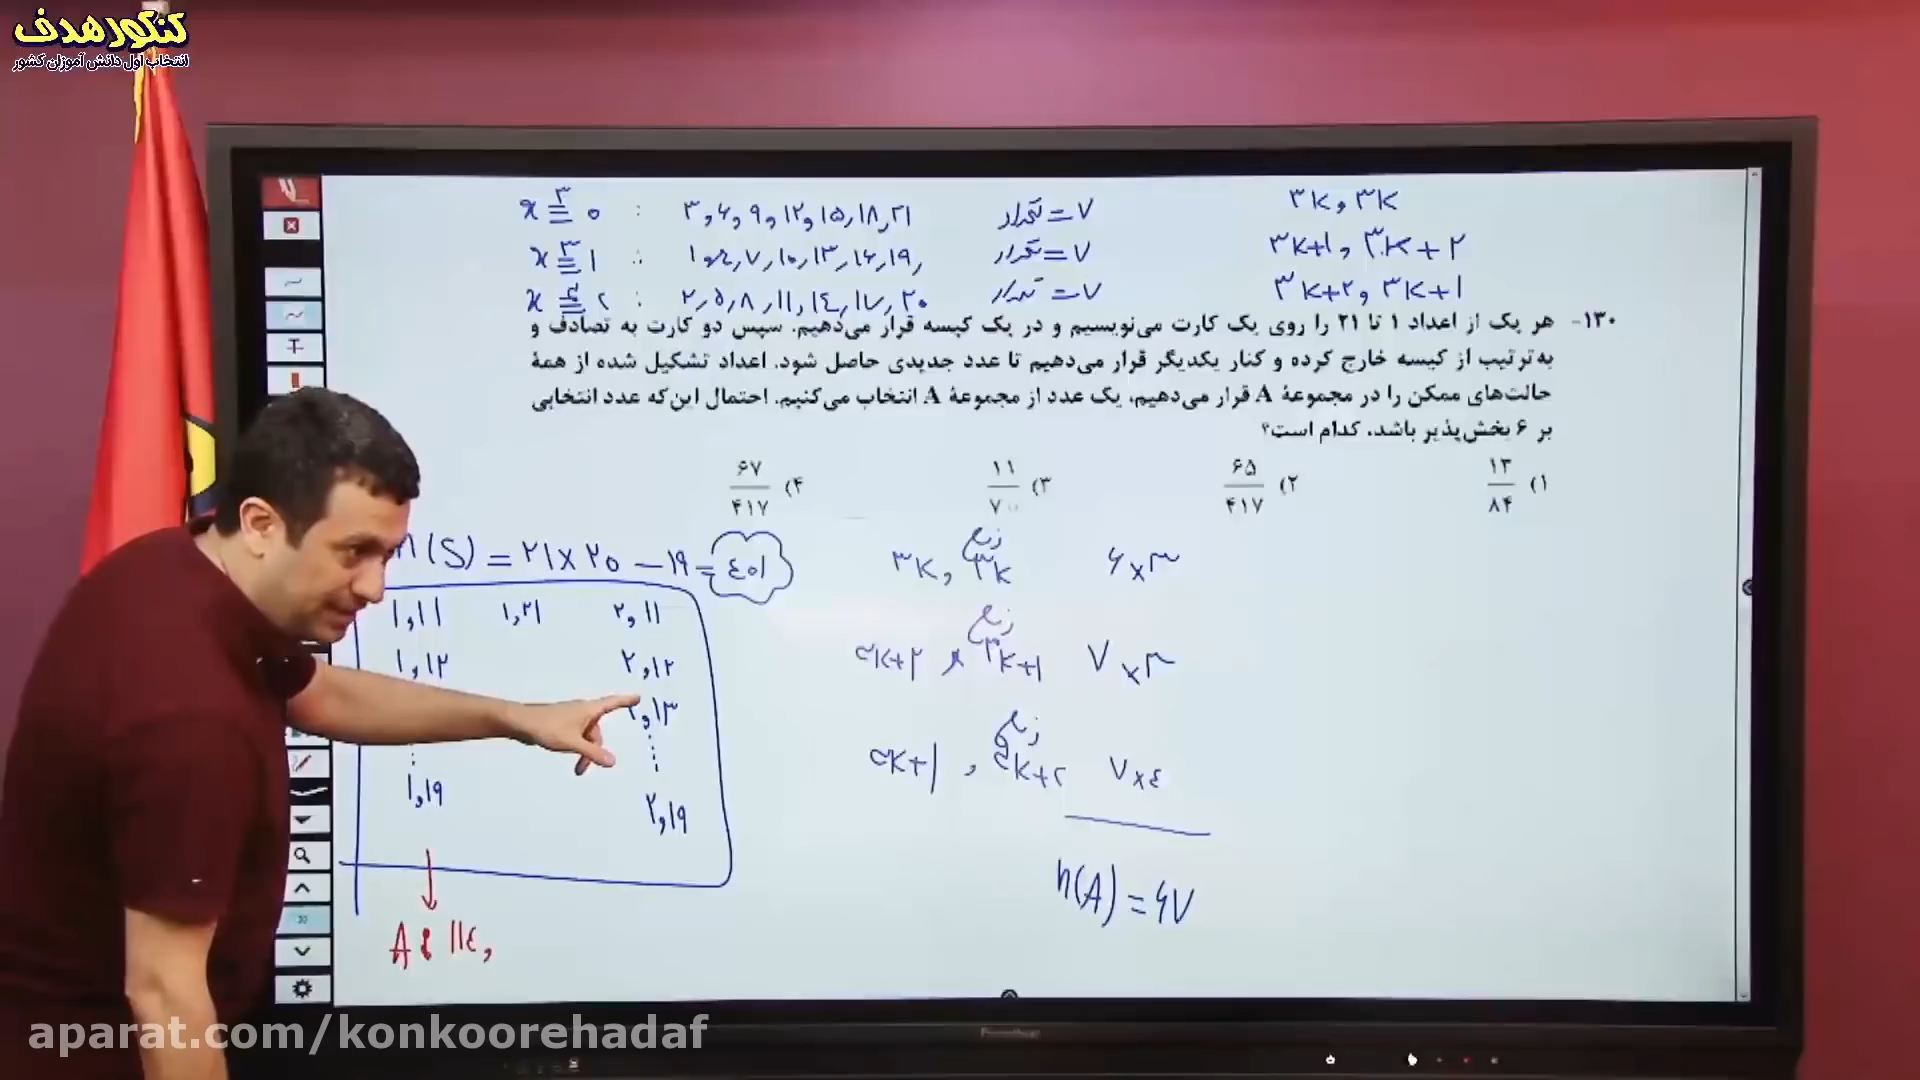 کنکور هدف
انتخاب اول دانش آموزان کشور
x ≡۳ ۰ : ۳,۶,۹,۱۲,۱۵,۱۸,۲۱ تعداد = ۷ ۳K, ۳K
x ≡۳ ۱ : ۱,۴,۷,۱۰,۱۳,۱۶,۱۹, تعداد = ۷ ۳K+۱, ۳K+۲
۲,۵,۸,۱۱,۱۴,۱۷,۲۰ تعداد = ۷ ۳K+۲, ۳K+۱
۱۳۰- هر یک از اعداد ۱ تا ۲۱ را روی یک کارت می‌نویسیم و در یک کیسه قرار می‌دهیم. سپس دو کارت به تصادف و
به‌ترتیب از کیسه خارج کرده و کنار یکدیگر قرار می‌دهیم تا عدد جدیدی حاصل شود. اعداد تشکیل شده از همهٔ
حالت‌های ممکن را در مجموعهٔ A قرار می‌دهیم، یک عدد از مجموعهٔ A انتخاب می‌کنیم. احتمال این‌که عدد انتخابی
بر ۶ بخش‌پذیر باشد، کدام است؟
۱) ۱۳/۸۴ ۲) ۶۵/۴۱۷ ۳) ۱۱/۷۰ ۴) ۶۷/۴۱۷
n(S) = ۲۱×۲۰ – ۱۹ = ۴۰۱
۱,۱۱ ۱,۲۱ ۲,۱۱
۱,۱۲ ۲,۱۲
۲,۱۳
۱,۱۹ ۲,۱۹
A : ۱۱۴,
زوج
۳K, ۳K ۶×۳
زوج
۳K+۲, ۳K+۱ ۷×۳
زوج
۳K+۱, ۳K+۲ ۷×۴
n(A) = ۶۷
aparat.com/konkoorehadaf